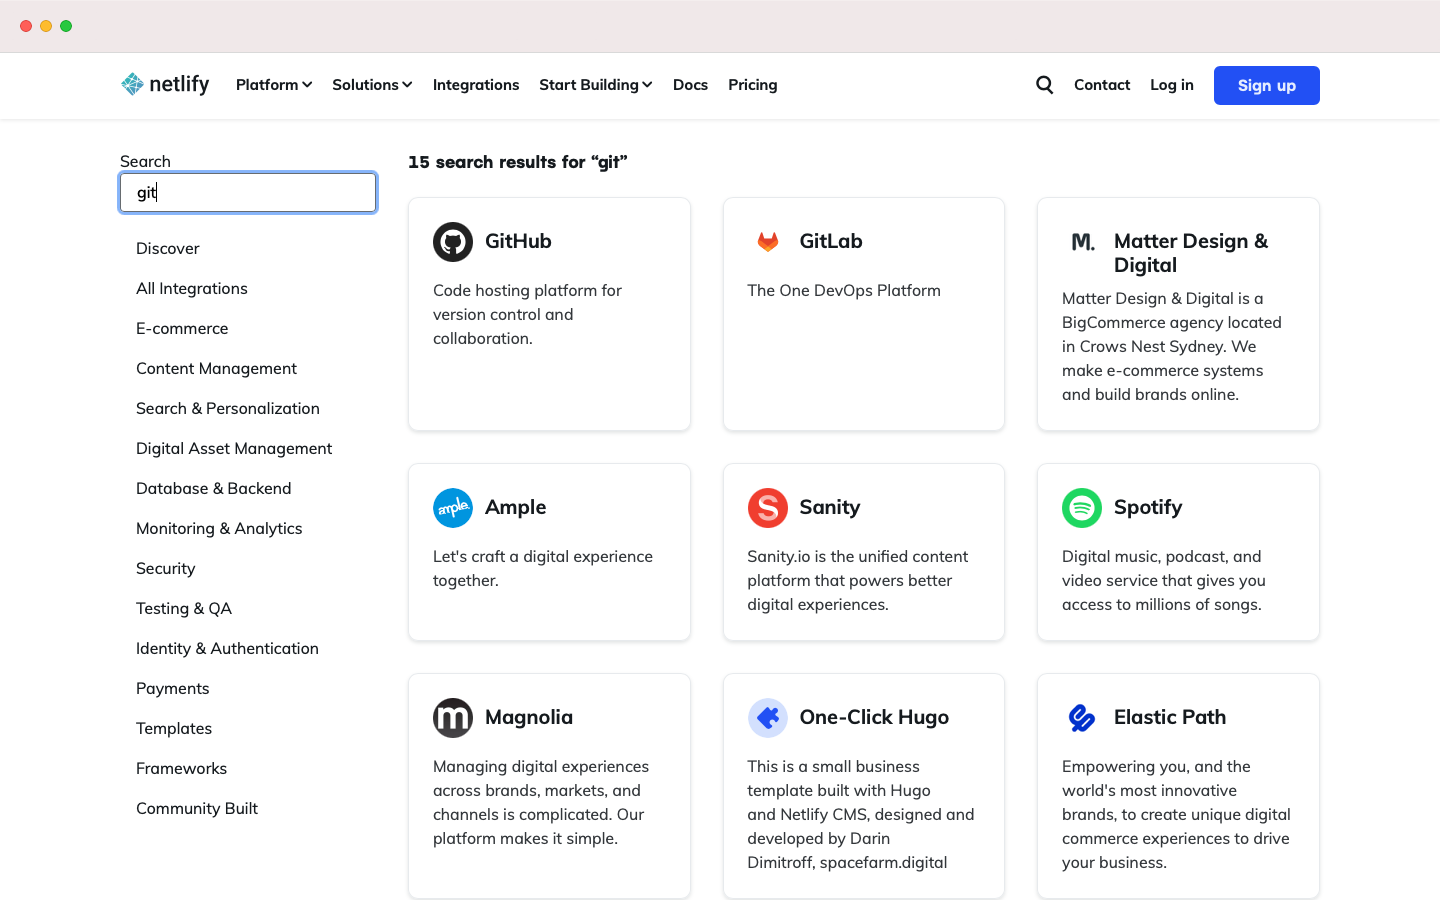 netlify
Platform
Solutions
Integrations
Start Building
Docs
Pricing
Contact
Log in
Sign up
Search
git
Discover
All Integrations
E-commerce
Content Management
Search & Personalization
Digital Asset Management
Database & Backend
Monitoring & Analytics
Security
Testing & QA
Identity & Authentication
Payments
Templates
Frameworks
Community Built
15 search results for “git”
GitHub
Code hosting platform for
version control and
collaboration.
GitLab
The One DevOps Platform
M.
Matter Design &
Digital
Matter Design & Digital is a
BigCommerce agency located
in Crows Nest Sydney. We
make e-commerce systems
and build brands online.
ample.
Ample
Let's craft a digital experience
together.
S
Sanity
Sanity.io is the unified content
platform that powers better
digital experiences.
Spotify
Digital music, podcast, and
video service that gives you
access to millions of songs.
m
Magnolia
Managing digital experiences
across brands, markets, and
channels is complicated. Our
platform makes it simple.
One-Click Hugo
This is a small business
template built with Hugo
and Netlify CMS, designed and
developed by Darin
Dimitroff, spacefarm.digital
Elastic Path
Empowering you, and the
world's most innovative
brands, to create unique digital
commerce experiences to drive
your business.